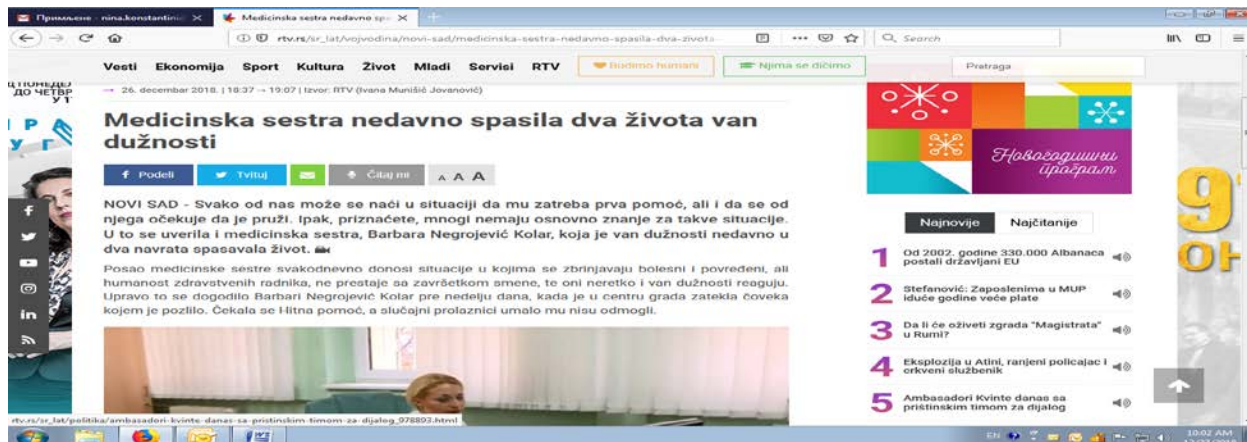 Примљене - nina.konstantini
Medicinska sestra nedavno spa
rtv.rs/sr_lat/vojvodina/novi-sad/medicinska-sestra-nedavno-spasila-dva-zivota-
Search
Vesti Ekonomija Sport Kultura Život Mladi Servisi RTV
Budimo humani
Njima se dičimo
Pretraga
26. decembar 2018. | 18:37 → 19:07 | Izvor: RTV (Ivana Munišić Jovanović)
Medicinska sestra nedavno spasila dva života van
dužnosti
Podeli
Tvituj
Čitaj mi
A A A
NOVI SAD - Svako od nas može se naći u situaciji da mu zatreba prva pomoć, ali i da se od
njega očekuje da je pruži. Ipak, priznaćete, mnogi nemaju osnovno znanje za takve situacije.
U to se uverila i medicinska sestra, Barbara Negrojević Kolar, koja je van dužnosti nedavno u
dva navrata spasavala život.
Posao medicinske sestre svakodnevno donosi situacije u kojima se zbrinjavaju bolesni i povređeni, ali
humanost zdravstvenih radnika, ne prestaje sa završetkom smene, te oni neretko i van dužnosti reaguju.
Upravo to se dogodilo Barbari Negrojević Kolar pre nedelju dana, kada je u centru grada zatekla čoveka
kojem je pozlilo. Čekala se Hitna pomoć, a slučajni prolaznici umalo mu nisu odmogli.
Новогодишни
програм
Najnovije
Najčitanije
1 Od 2002. godine 330.000 Albanaca
postali državljani EU
2 Stefanović: Zaposlenima u MUP
iduće godine veće plate
3 Da li će oživeti zgrada "Magistrata"
u Rumi?
4 Eksplozija u Atini, ranjeni policajac i
crkveni službenik
5 Ambasadori Kvinte danas sa
prištinskim timom za dijalog
rtv.rs/sr_lat/politika/ambasadori-kvinte-danas-sa-pristinskim-timom-za-dijalog_978893.html
EN
10:02 AM